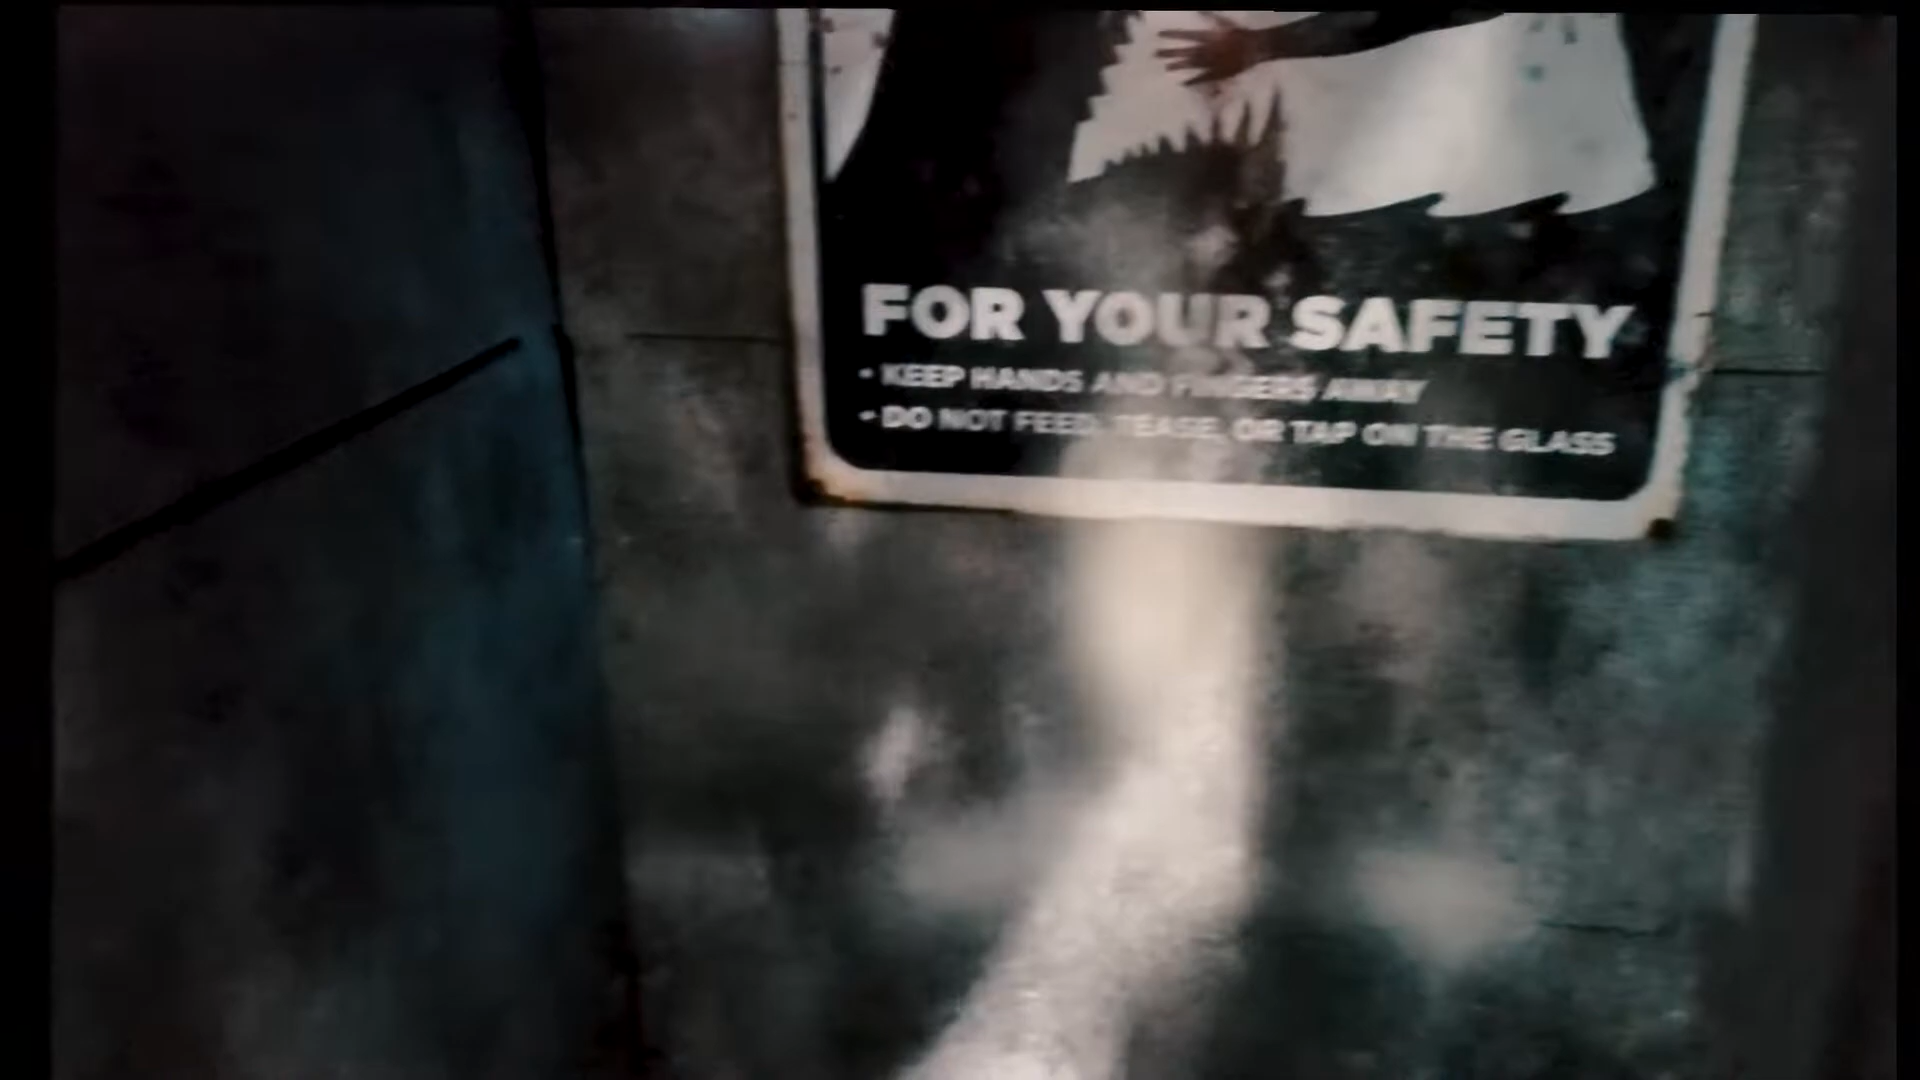 FOR YOUR SAFETY
• KEEP HANDS AND FINGERS AWAY
• DO NOT FEED, TEASE, OR TAP ON THE GLASS